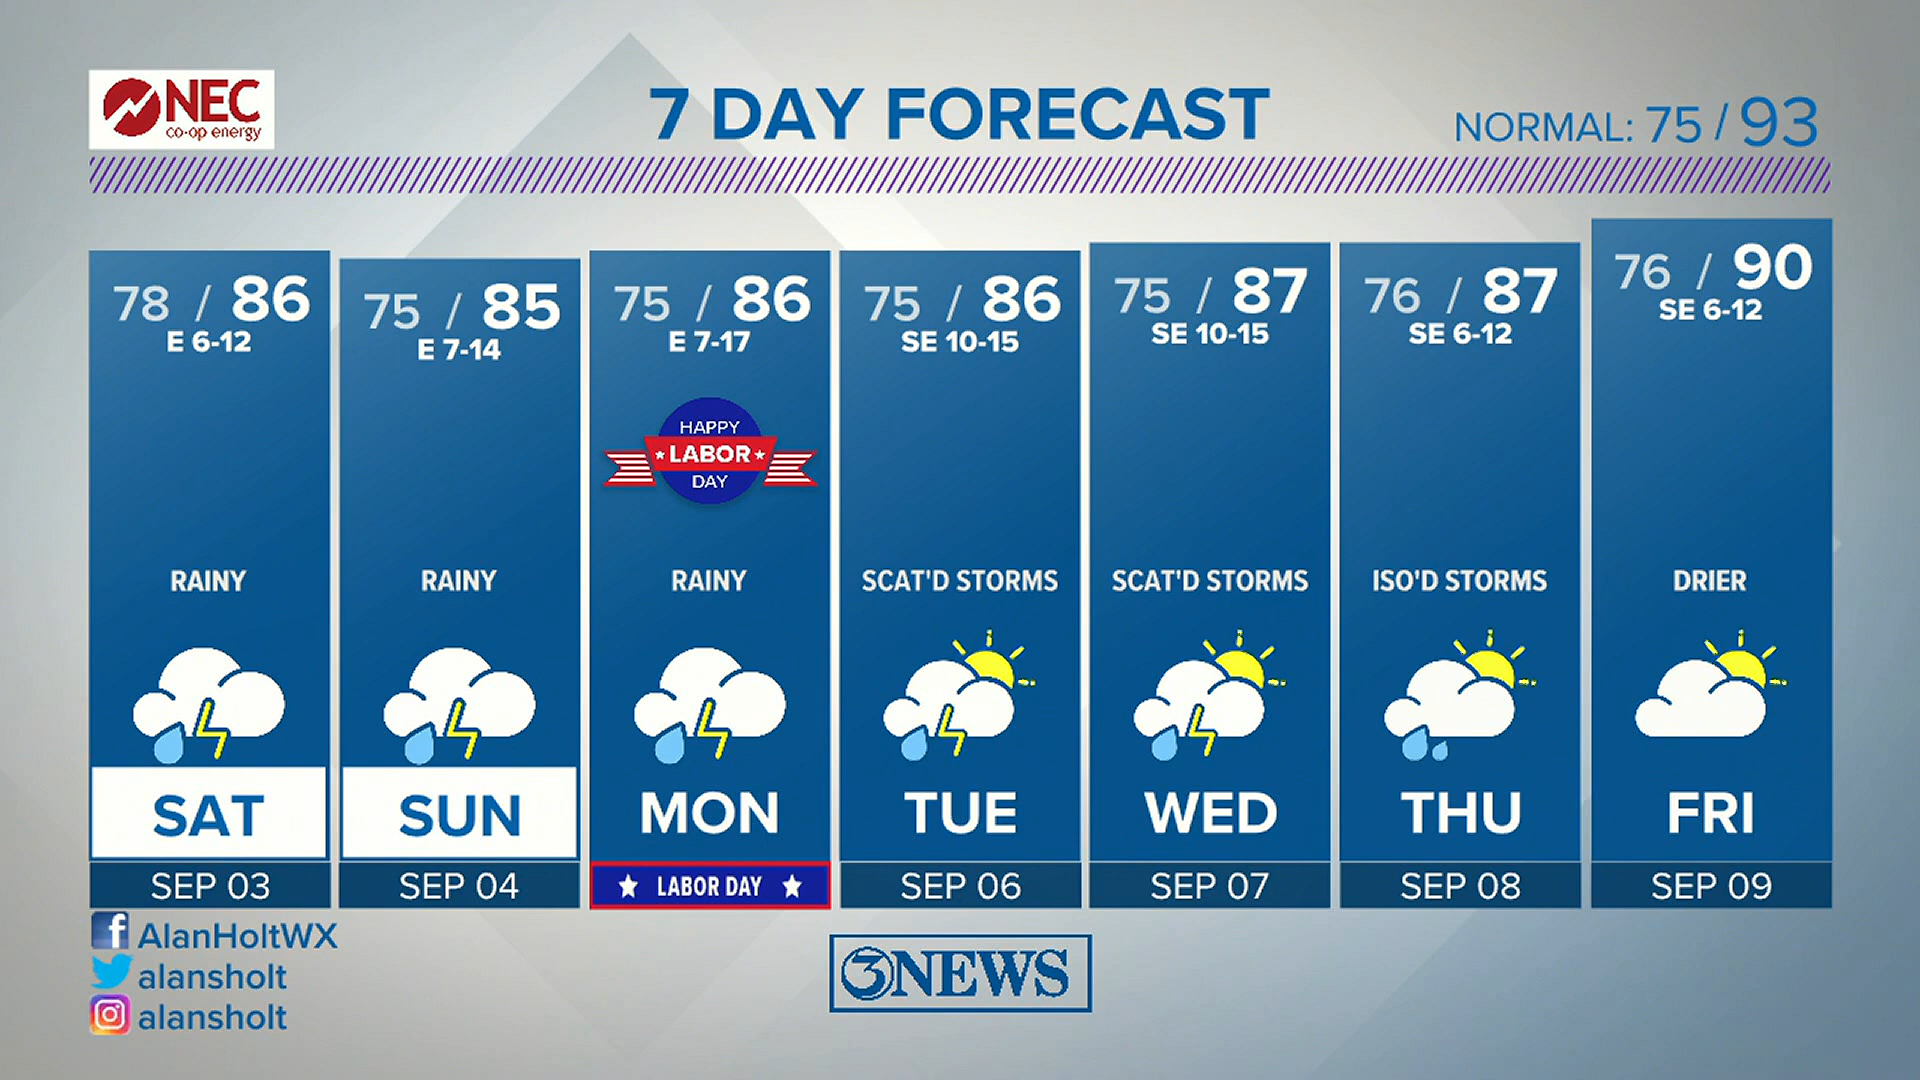 NEC
co-op energy
7 DAY FORECAST
NORMAL: 75 / 93
78 / 86
E 6-12
RAINY
SAT
SEP 03
75 / 85
E 7-14
RAINY
SUN
SEP 04
75 / 86
E 7-17
HAPPY
LABOR
DAY
RAINY
MON
LABOR DAY
75 / 86
SE 10-15
SCAT'D STORMS
TUE
SEP 06
75 / 87
SE 10-15
SCAT'D STORMS
WED
SEP 07
76 / 87
SE 6-12
ISO'D STORMS
THU
SEP 08
76 / 90
SE 6-12
DRIER
FRI
SEP 09
f AlanHoltWX
alansholt
alansholt
3NEWS